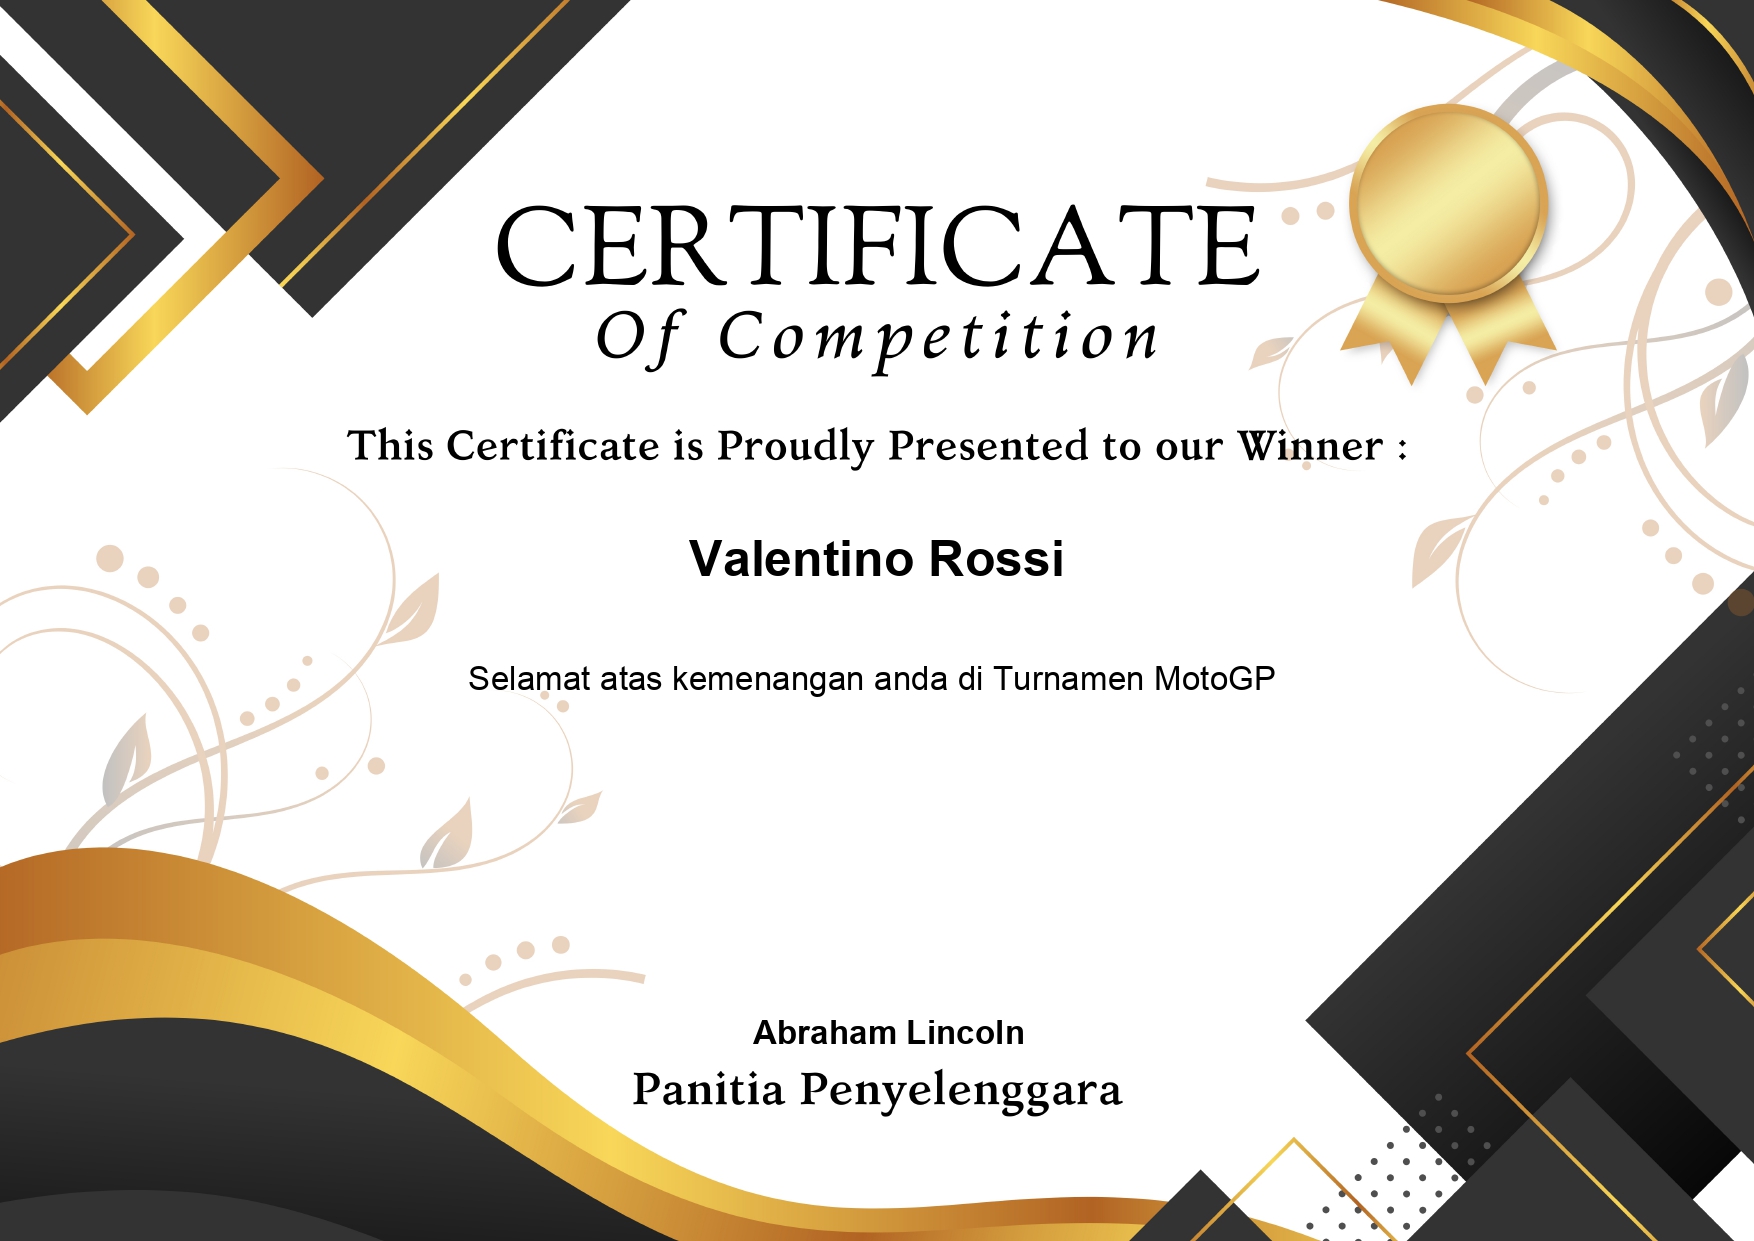 CERTIFICATE
Of Competition
This Certificate is Proudly Presented to our Winner :
Valentino Rossi
Selamat atas kemenangan anda di Turnamen MotoGP
Abraham Lincoln
Panitia Penyelenggara